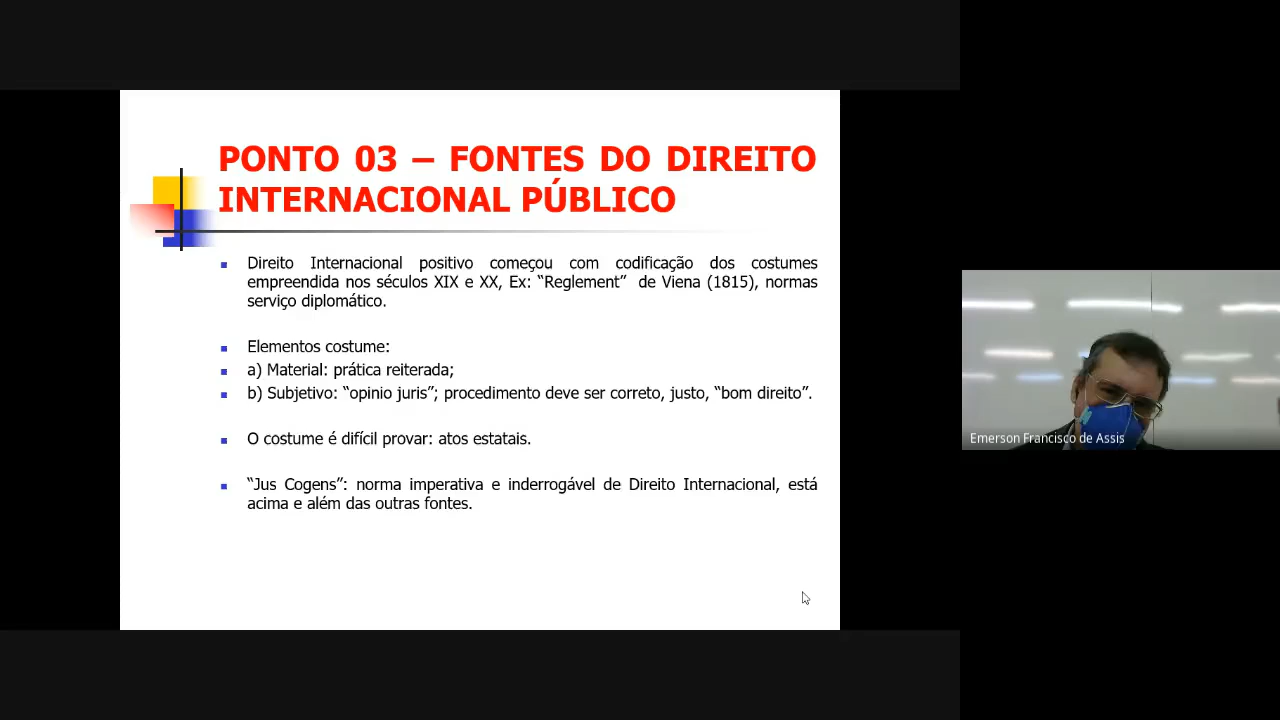 PONTO 03 – FONTES DO DIREITO
INTERNACIONAL PÚBLICO
Direito Internacional positivo começou com codificação dos costumes
empreendida nos séculos XIX e XX, Ex: “Reglement” de Viena (1815), normas
serviço diplomático.
Elementos costume:
a) Material: prática reiterada;
b) Subjetivo: “opinio juris”; procedimento deve ser correto, justo, “bom direito”.
O costume é difícil provar: atos estatais.
“Jus Cogens”: norma imperativa e inderrogável de Direito Internacional, está
acima e além das outras fontes.
Emerson Francisco de Assis